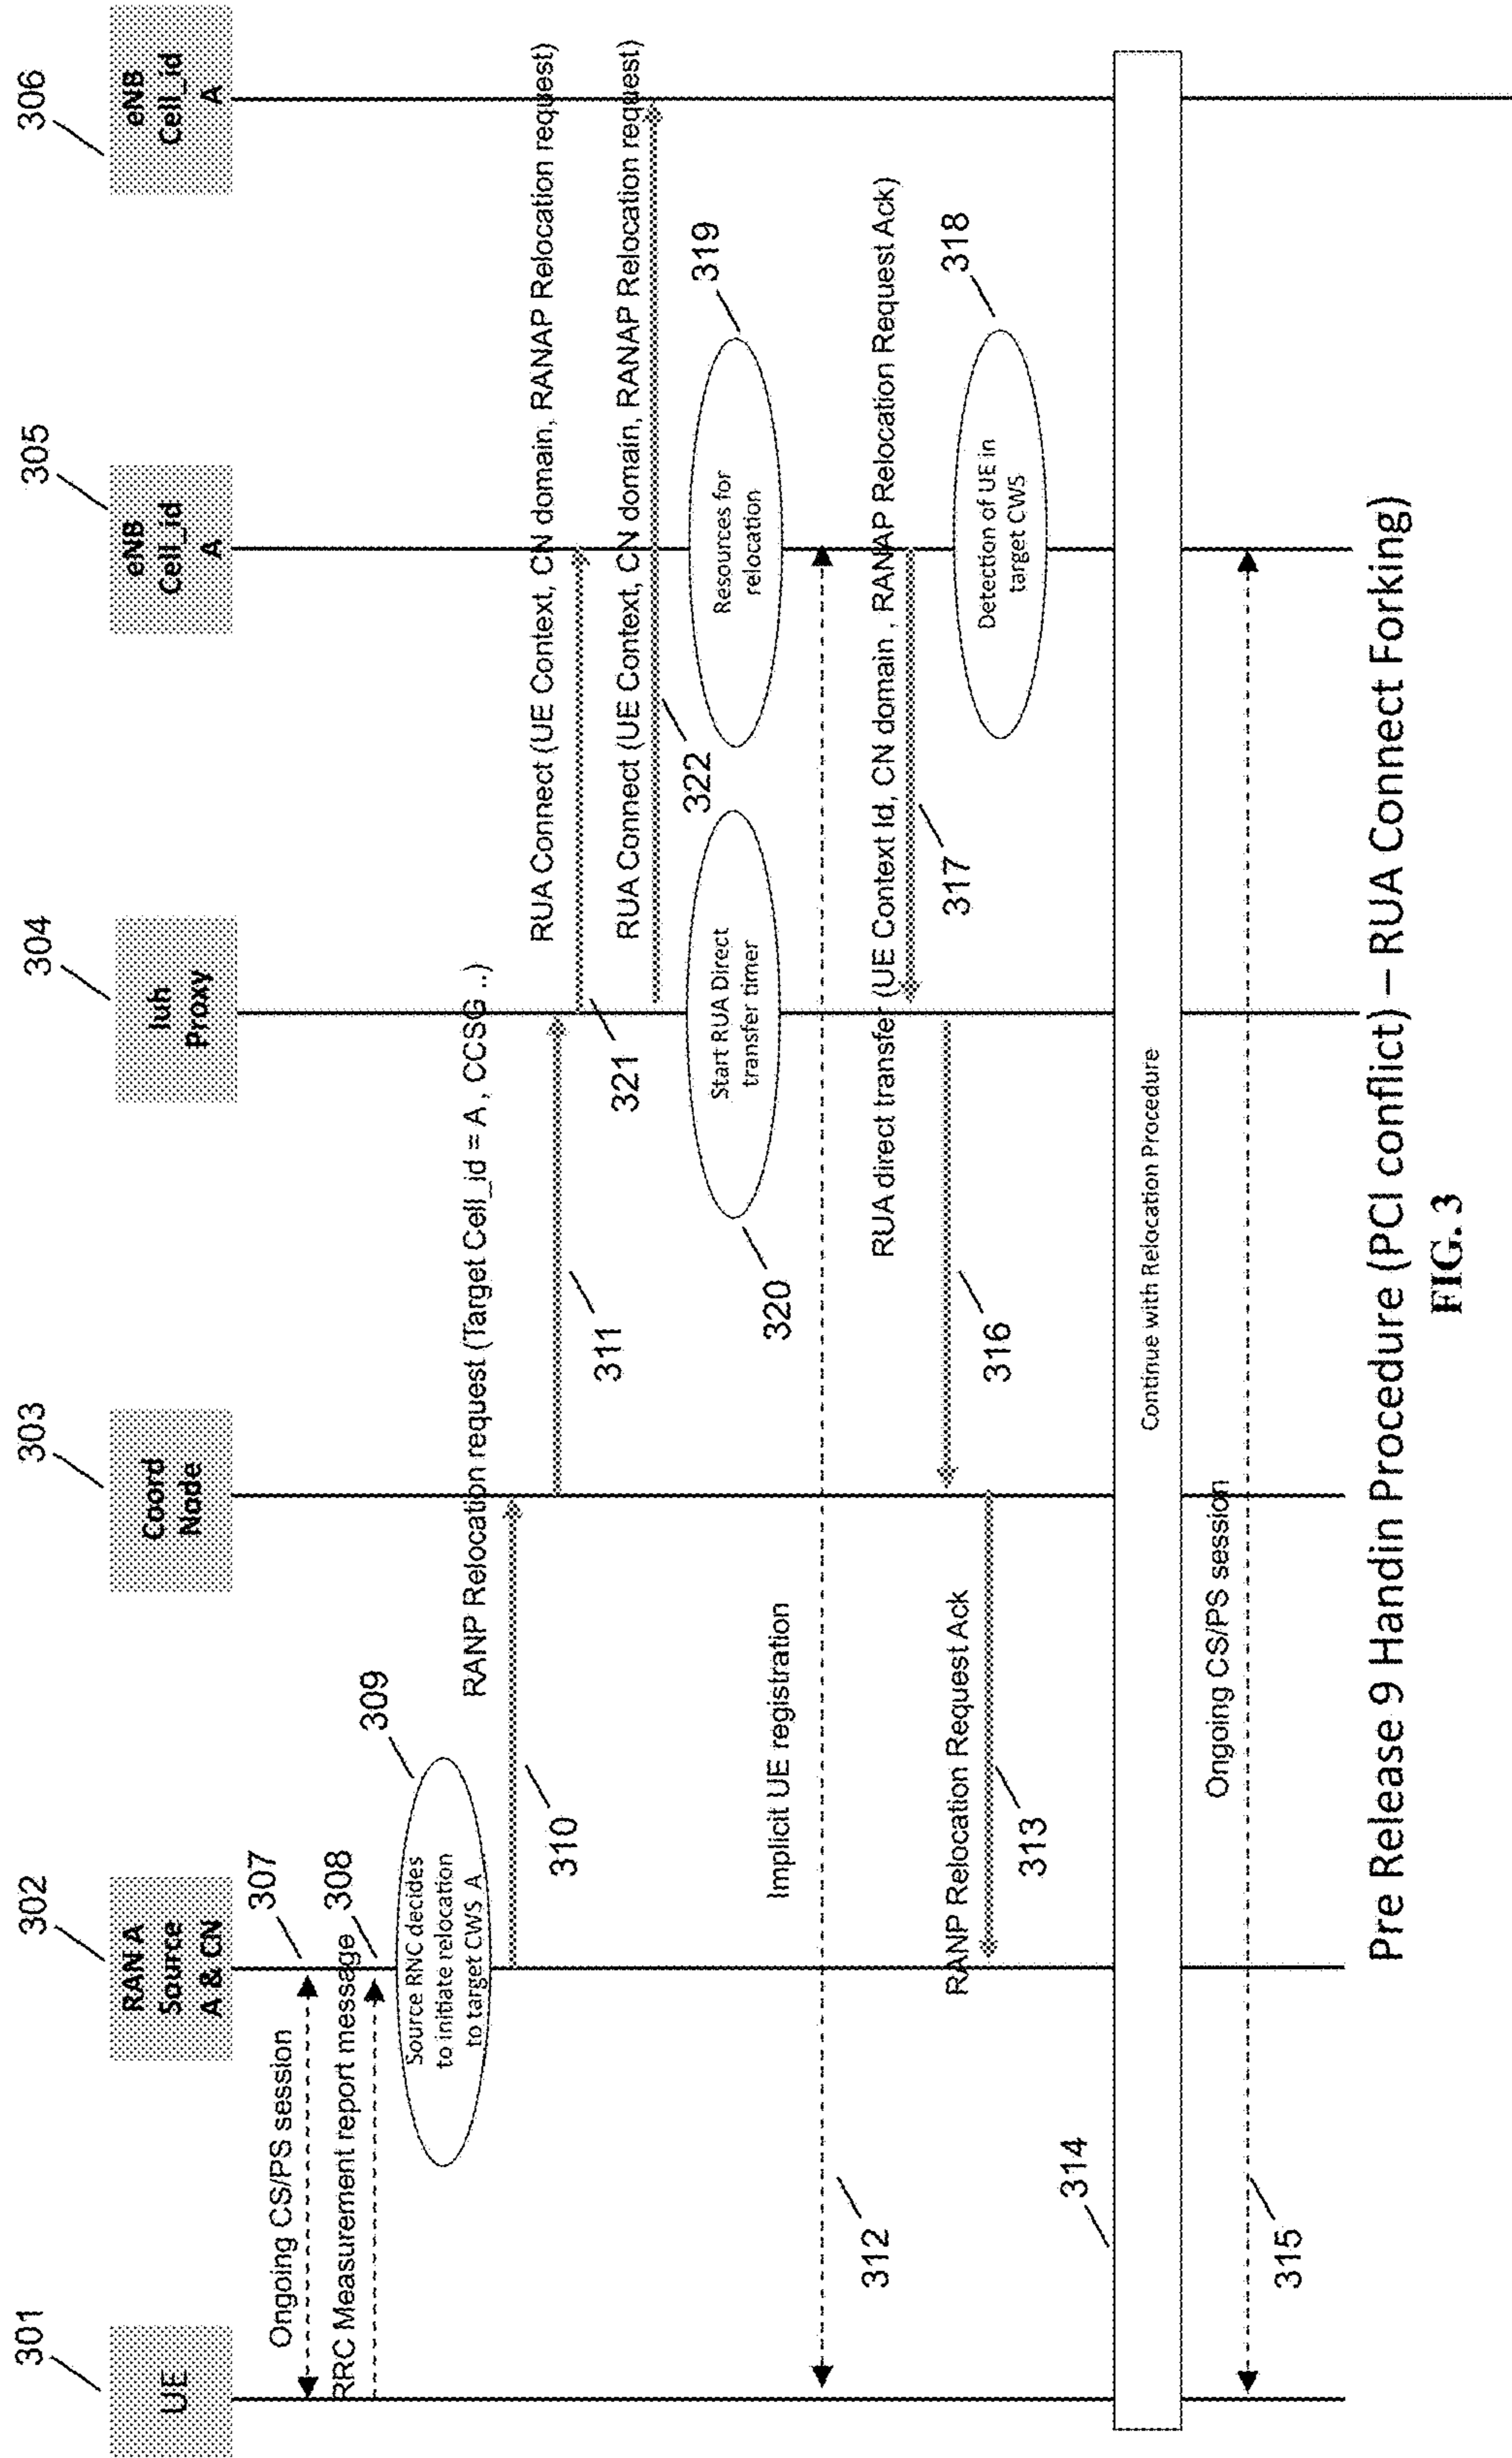 301
302
303
304
305
306
UE
RAN A
Source
A & CN
Coord
Node
Iuh
Proxy
eNB
Cell_id
A
eNB
Cell_id
A
Ongoing CS/PS session
307
RRC Measurement report message
308
Source RNC decides
to initiate relocation
to target CWS A
309
RANP Relocation request (Target Cell_id = A , CCSG ..)
310
311
RUA Connect (UE Context, CN domain, RANAP Relocation request)
321
RUA Connect (UE Context, CN domain, RANAP Relocation request)
322
Start RUA Direct
transfer timer
320
Resources for
relocation
319
Implicit UE registration
312
RUA direct transfer (UE Context Id, CN domain , RANAP Relocation Request Ack)
317
316
RANP Relocation Request Ack
313
Detection of UE in
target CWS
318
314
Continue with Relocation Procedure
Ongoing CS/PS session
315
Pre Release 9 Handin Procedure (PCI conflict) – RUA Connect Forking)
FIG. 3